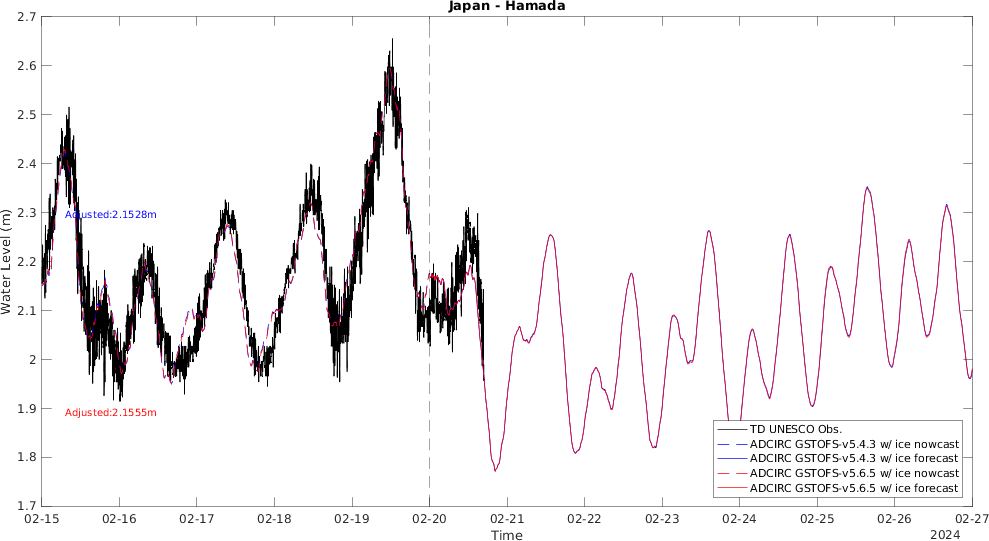 Japan - Hamada
2.7
2.6
2.5
2.4
2.3
2.2
2.1
2
1.9
1.8
1.7
Water Level (m)
Adjusted:2.1528m
Adjusted:2.1555m
TD UNESCO Obs.
ADCIRC GSTOFS-v5.4.3 w/ ice nowcast
ADCIRC GSTOFS-v5.4.3 w/ ice forecast
ADCIRC GSTOFS-v5.6.5 w/ ice nowcast
ADCIRC GSTOFS-v5.6.5 w/ ice forecast
02-15 02-16 02-17 02-18 02-19 02-20 02-21 02-22 02-23 02-24 02-25 02-26 02-27
Time
2024